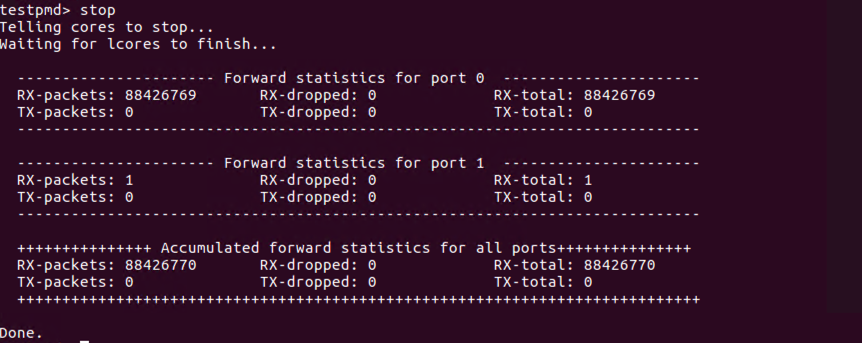 testpmd> stop
Telling cores to stop...
Waiting for lcores to finish...
---------------------- Forward statistics for port 0 ----------------------
RX-packets: 88426769 RX-dropped: 0 RX-total: 88426769
TX-packets: 0 TX-dropped: 0 TX-total: 0
----------------------------------------------------------------------------
---------------------- Forward statistics for port 1 ----------------------
RX-packets: 1 RX-dropped: 0 RX-total: 1
TX-packets: 0 TX-dropped: 0 TX-total: 0
----------------------------------------------------------------------------
+++++++++++++++ Accumulated forward statistics for all ports+++++++++++++++
RX-packets: 88426770 RX-dropped: 0 RX-total: 88426770
TX-packets: 0 TX-dropped: 0 TX-total: 0
++++++++++++++++++++++++++++++++++++++++++++++++++++++++++++++++++++++++++++
Done.